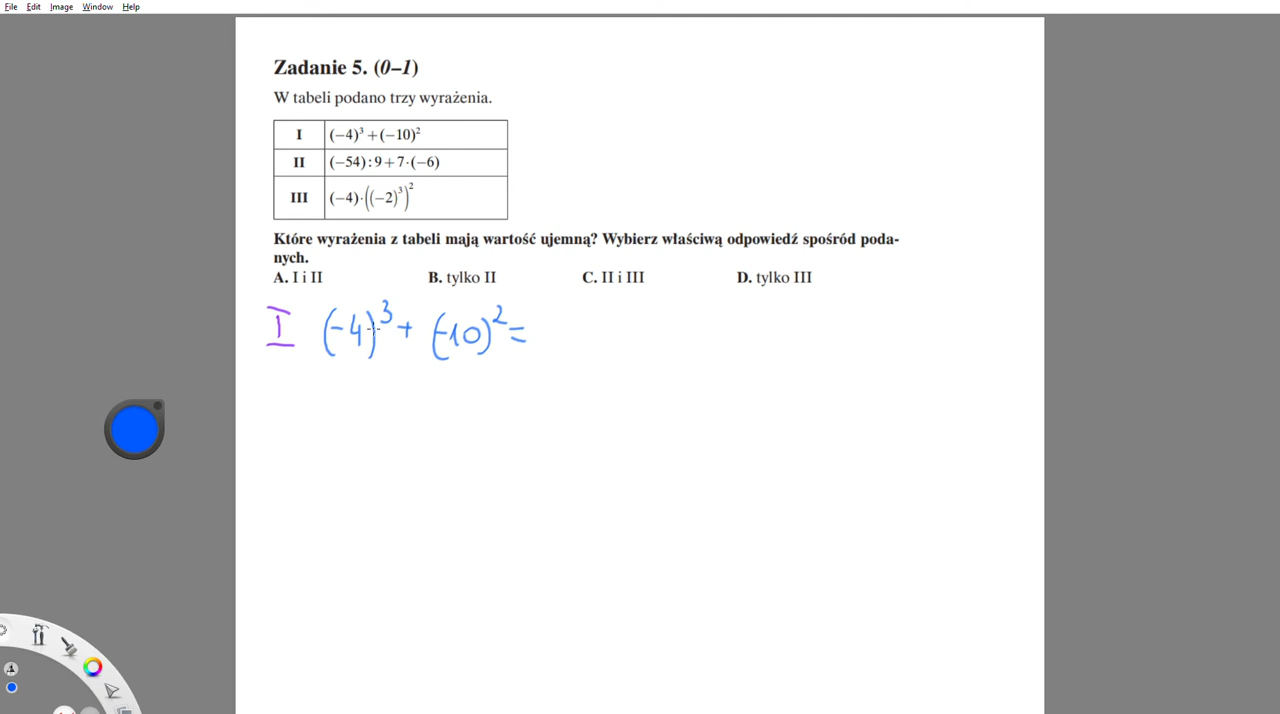 File Edit Image Window Help
Zadanie 5. (0–1)
W tabeli podano trzy wyrażenia.
I (−4)³ + (−10)²
II (−54) : 9 + 7 · (−6)
III (−4) · ((−2)³)²
Które wyrażenia z tabeli mają wartość ujemną? Wybierz właściwą odpowiedź spośród poda-
nych.
A. I i II B. tylko II C. II i III D. tylko III
I (-4)³ + (-10)² =